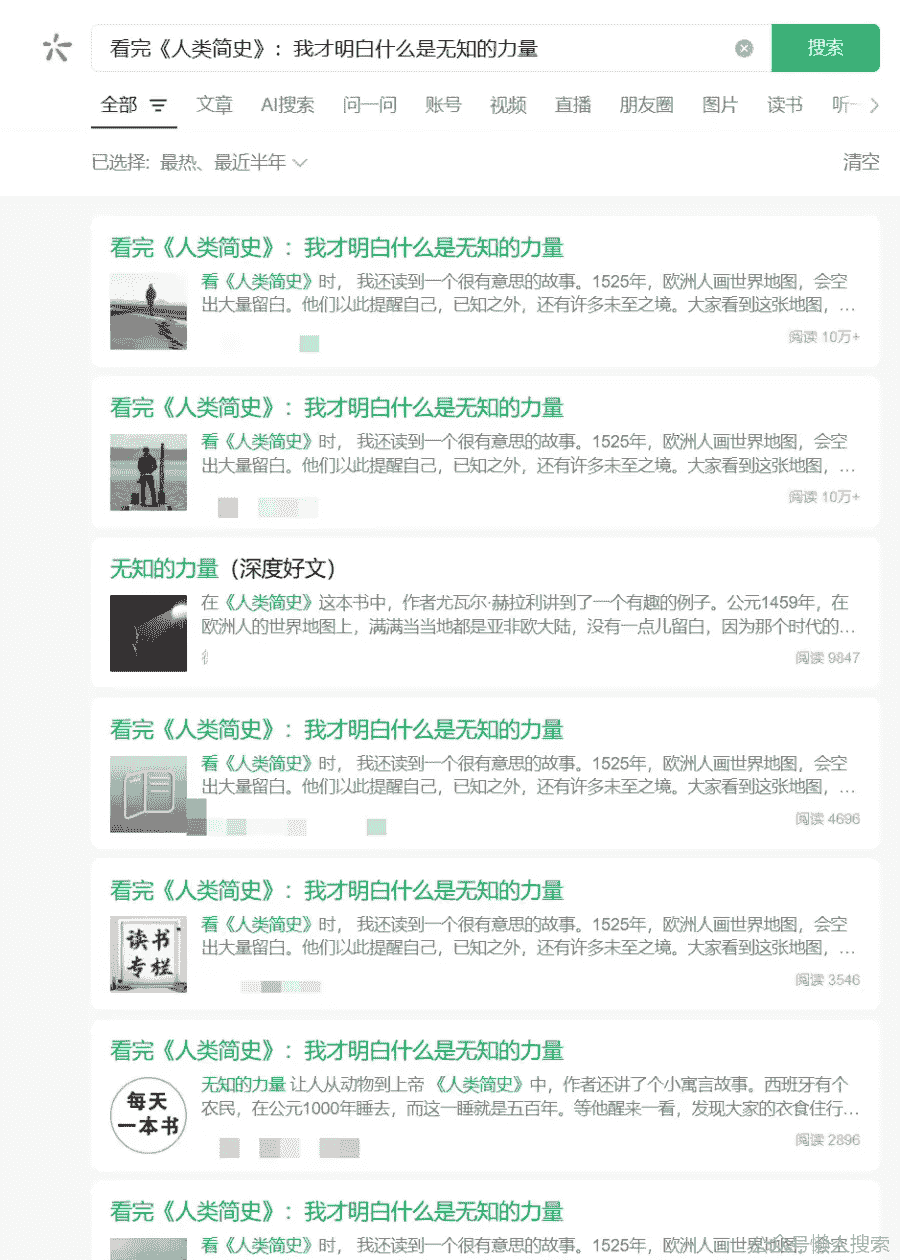 看完《人类简史》：我才明白什么是无知的力量
搜索
全部 文章 AI搜索 问一问 账号 视频 直播 朋友圈 图片 读书 听一
已选择：最热、最近半年
清空
看完《人类简史》：我才明白什么是无知的力量
看《人类简史》时，我还读到一个很有意思的故事。1525年，欧洲人画世界地图，会空
出大量留白。他们以此提醒自己，已知之外，还有许多未至之境。大家看到这张地图，…
阅读 10万+
看完《人类简史》：我才明白什么是无知的力量
看《人类简史》时，我还读到一个很有意思的故事。1525年，欧洲人画世界地图，会空
出大量留白。他们以此提醒自己，已知之外，还有许多未至之境。大家看到这张地图，…
阅读 10万+
无知的力量（深度好文）
在《人类简史》这本书中，作者尤瓦尔·赫拉利讲到了一个有趣的例子。公元1459年，在
欧洲人的世界地图上，满满当当地都是亚非欧大陆，没有一点儿留白，因为那个时代的…
阅读 9847
看完《人类简史》：我才明白什么是无知的力量
看《人类简史》时，我还读到一个很有意思的故事。1525年，欧洲人画世界地图，会空
出大量留白。他们以此提醒自己，已知之外，还有许多未至之境。大家看到这张地图，…
阅读 4696
看完《人类简史》：我才明白什么是无知的力量
读书
专栏
看《人类简史》时，我还读到一个很有意思的故事。1525年，欧洲人画世界地图，会空
出大量留白。他们以此提醒自己，已知之外，还有许多未至之境。大家看到这张地图，…
阅读 3546
看完《人类简史》：我才明白什么是无知的力量
每天
一本书
无知的力量 让人从动物到上帝 《人类简史》中，作者还讲了个小寓言故事。西班牙有个
农民，在公元1000年睡去，而这一睡就是五百年。等他醒来一看，发现大家的衣食住行…
阅读 2896
看完《人类简史》：我才明白什么是无知的力量
看《人类简史》时，我还读到一个很有意思的故事。1525年，欧洲人画世界地图，会空